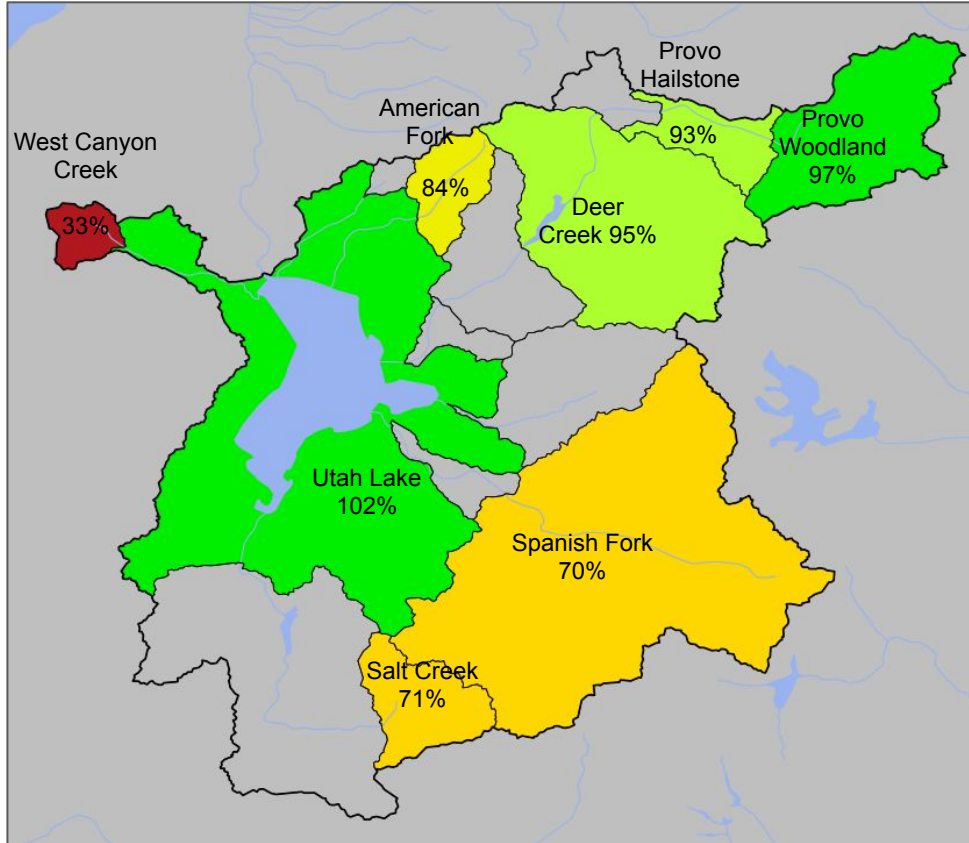 Provo
Hailstone
American
Fork
West Canyon
Creek
93%
Provo
Woodland
97%
84%
33%
Deer
Creek 95%
Utah Lake
102%
Spanish Fork
70%
Salt Creek
71%